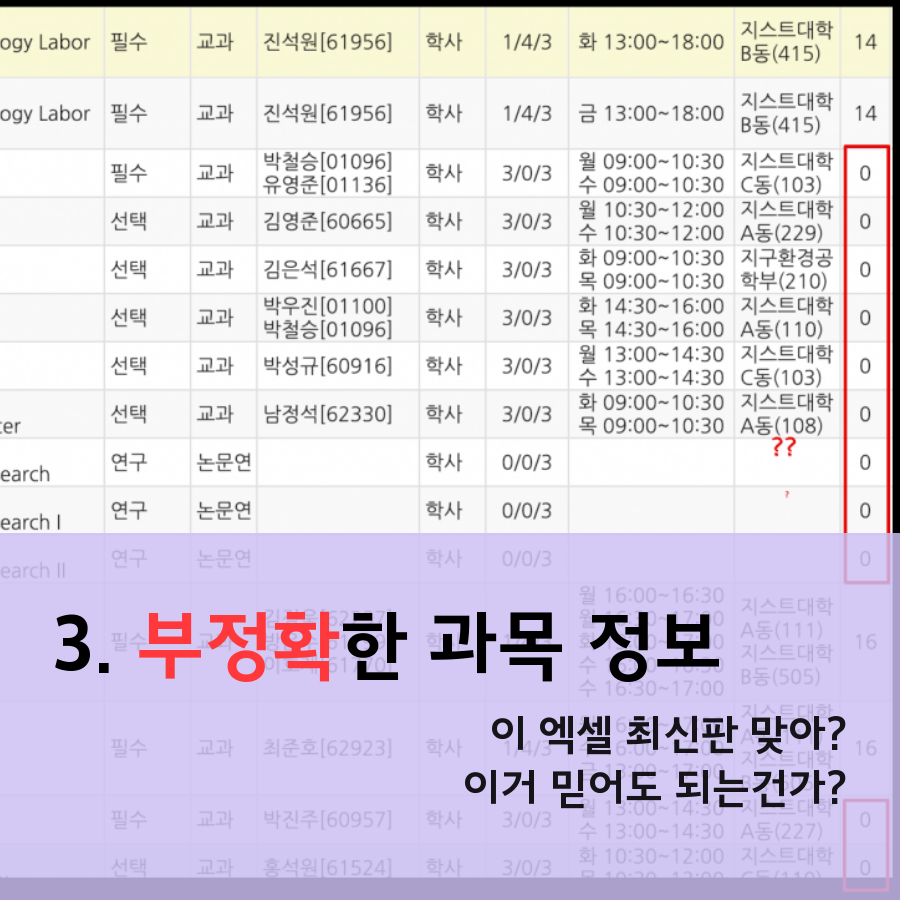 ogy Labor 필수 교과 진석원[61956] 학사 1/4/3 화 13:00~18:00 지스트대학 14
B동(415)
ogy Labor 필수 교과 진석원[61956] 학사 1/4/3 금 13:00~18:00 지스트대학 14
B동(415)
필수 교과 박철승[01096] 학사 3/0/3 월 09:00~10:30 지스트대학 0
유영준[01136] 수 09:00~10:30 C동(103)
선택 교과 김영준[60665] 학사 3/0/3 월 10:30~12:00 지스트대학 0
수 10:30~12:00 A동(229)
선택 교과 김은석[61667] 학사 3/0/3 화 09:00~10:30 지구환경공 0
목 09:00~10:30 학부(210)
선택 교과 박우진[01100] 학사 3/0/3 화 14:30~16:00 지스트대학 0
박철승[01096] 목 14:30~16:00 A동(110)
선택 교과 박성규[60916] 학사 3/0/3 월 13:00~14:30 지스트대학 0
수 13:00~14:30 C동(103)
ter 선택 교과 남정석[62330] 학사 3/0/3 화 09:00~10:30 지스트대학 0
목 09:00~10:30 A동(108)
??
earch 연구 논문연 학사 0/0/3 0
?
earch I 연구 논문연 학사 0/0/3 0
earch II 연구 논문연 학사 0/0/3 0
월 16:00~16:30 지스트대학
A동(111)
필수 16
지스트대학
B동(505)
수 16:30~17:00
3. 부정확한 과목 정보
필수 교과 최준호[62923] 16
이 엑셀 최신판 맞아?
이거 믿어도 되는건가?
필수 교과 박진주[60957] 학사 3/0/3 월 13:00~14:30 지스트대학 0
수 13:00~14:30 A동(227)
선택 교과 홍석원[61524] 학사 3/0/3 화 10:30~12:00 지스트대학 0